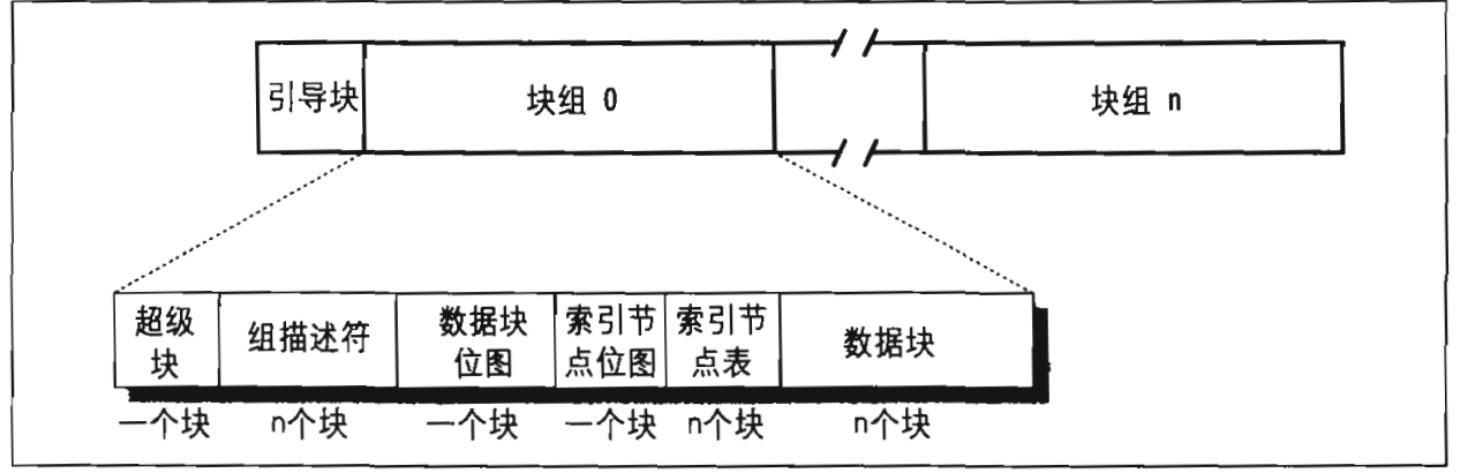 引导块 块组 0 块组 n
超级 组描述符 数据块 索引节 索引节 数据块
块 位图 点位图 点表
一个块 n个块 一个块 一个块 n个块 n个块